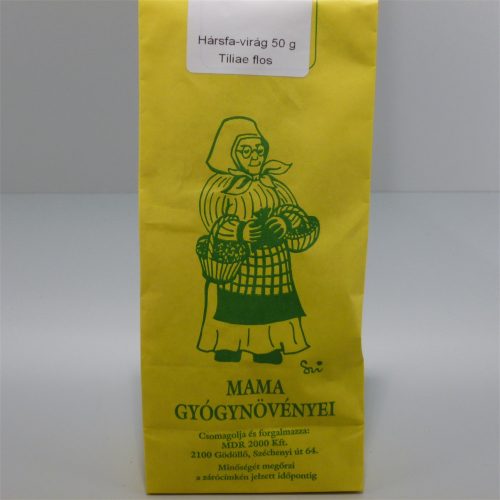 Hársfa-virág 50 g
Tiliae flos
MAMA
GYÓGYNÖVÉNYEI
Csomagolja és forgalmazza:
MDR 2000 Kft.
2100 Gödöllő, Széchenyi út 64.
Minőségét megőrzi
a zárócímkén jelzett időpontig